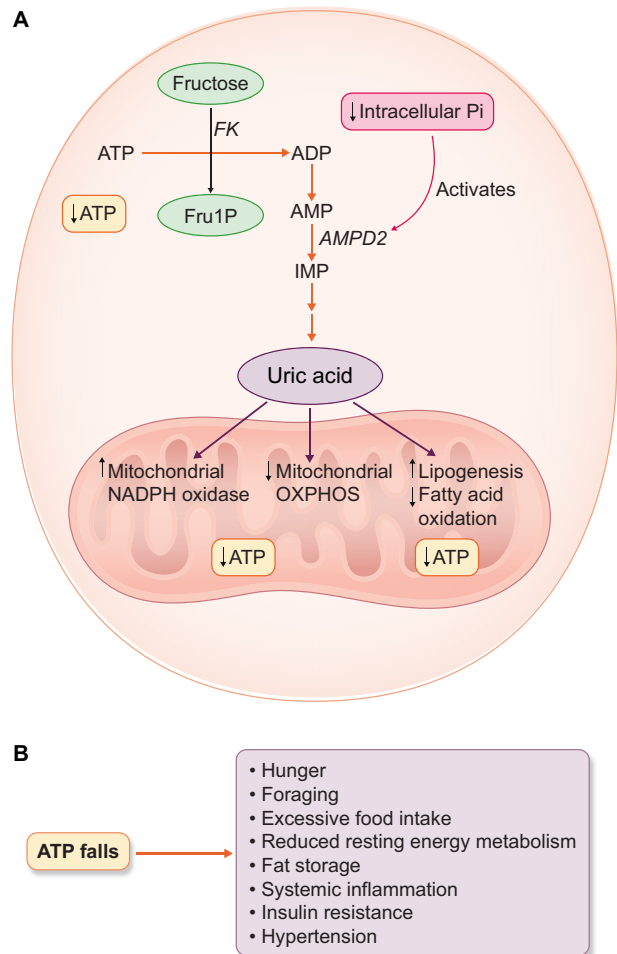 A
Fructose
↓Intracellular Pi
FK
ATP
ADP
Activates
↓ATP
Fru1P
AMP
AMPD2
IMP
Uric acid
↑Mitochondrial
NADPH oxidase
↓Mitochondrial
OXPHOS
↑Lipogenesis
↓Fatty acid
oxidation
↓ATP
↓ATP
B
ATP falls
• Hunger
• Foraging
• Excessive food intake
• Reduced resting energy metabolism
• Fat storage
• Systemic inflammation
• Insulin resistance
• Hypertension